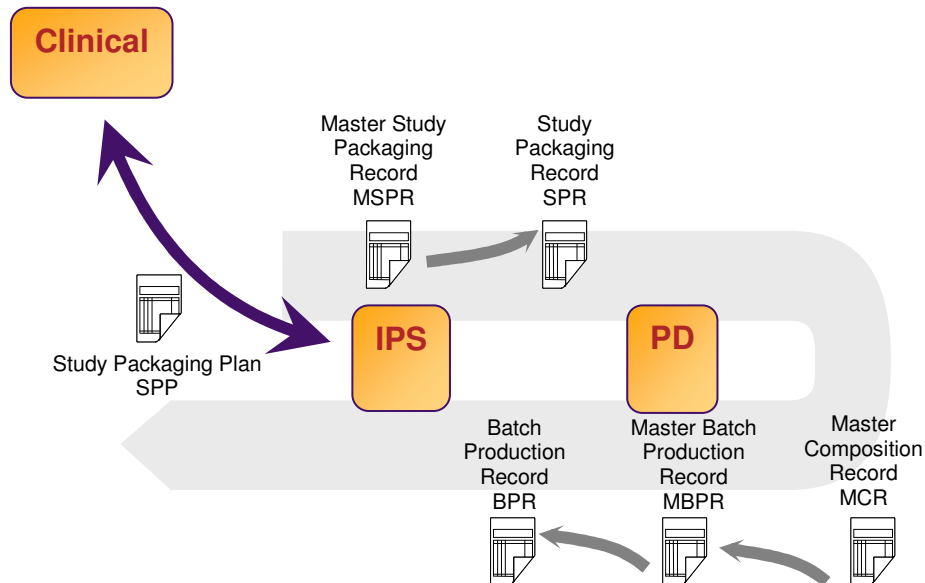 Clinical
Master Study
Packaging
Record
MSPR
Study
Packaging
Record
SPR
Study Packaging Plan
SPP
IPS
PD
Batch
Production
Record
BPR
Master Batch
Production
Record
MBPR
Master
Composition
Record
MCR